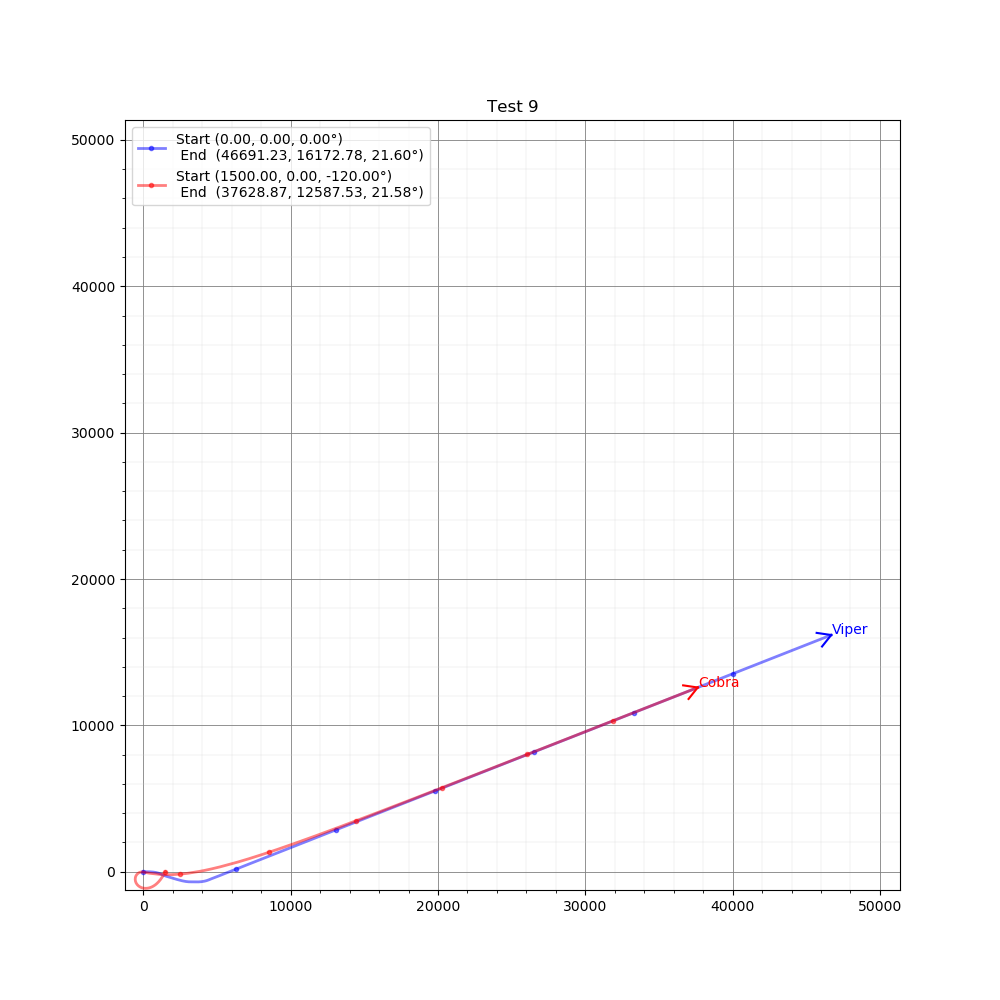 Test 9
Start (0.00, 0.00, 0.00°)
End (46691.23, 16172.78, 21.60°)
Start (1500.00, 0.00, -120.00°)
End (37628.87, 12587.53, 21.58°)
50000
40000
30000
20000
10000
0
Viper
Cobra
0
10000
20000
30000
40000
50000